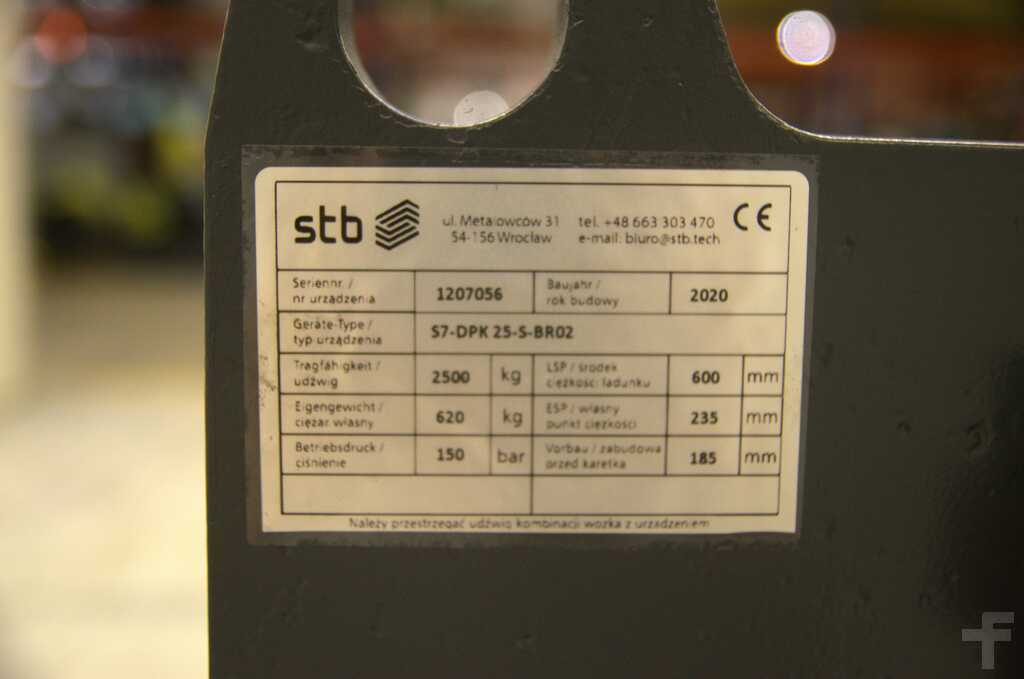 stb
ul. Metalowców 31
54-156 Wrocław
tel. +48 663 303 470
e-mail: biuro@stb.tech
CE
Seriennr. /
nr urządzenia
1207056
Baujahr /
rok budowy
2020
Geräte-Type /
typ urządzenia
S7-DPK 25-S-BR02
Tragfähigkeit /
udźwig
2500
kg
LSP / środek
ciężkości ładunku
600
mm
Eigengewicht /
ciężar własny
620
kg
ESP / własny
punkt ciężkości
235
mm
Betriebsdruck /
ciśnienie
150
bar
Vorbau / zabudowa
przed karetką
185
mm
Należy przestrzegać udźwig kombinacji wózka z urządzeniem